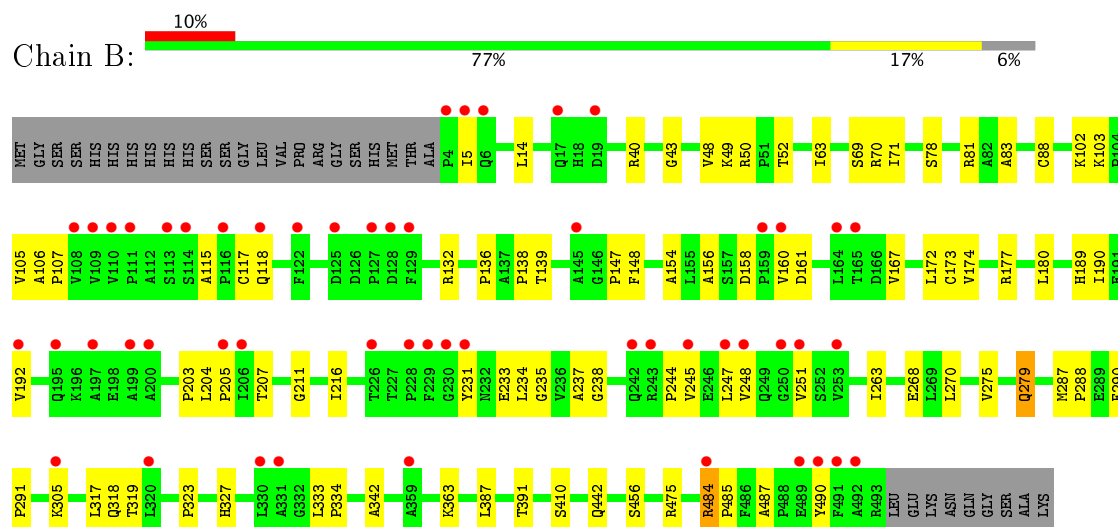 10%
Chain B:
77% 17% 6%
MET GLY SER SER HIS HIS HIS HIS HIS HIS SER SER GLY LEU VAL PRO ARG GLY SER HIS MET THR ALA P4 I5 Q6 Q17 H18 D19 R40 G43 V48 K49 R50 P51 T52 I63 S69 R70 I71 S78 R81 A82 A83 C88 K102 K103 P104
V105 A106 P107 V108 V109 V110 P111 A112 S113 S114 A115 P116 C117 Q118 F122 D125 D126 P127 D128 F129 R132 P136 A137 P138 T139 A145 G146 P147 F148 A154 L155 A156 S157 D158 P159 V160 D161 L164 T165 D166 V167 L172 C173 V174 R177 L180 H189 I190
V192 Q195 K196 A197 E198 A199 A200 P203 L204 P205 I206 T207 G211 I216 T226 T227 P228 F229 G230 Y231 N232 E233 L234 G235 V236 A237 G238 Q242 R243 P244 V245 E246 L247 V248 Q249 G250 V251 S252 V253 I263 E268 L269 L270 V275 Q279 M287 P288 E289
P291 K305 L317 Q318 T319 L320 P323 H327 L330 A331 G332 L333 P334 A342 A359 K363 L387 T391 S410 Q442 S456 R475 R484 P485 F486 A487 P488 E489 Y490 F491 A492 R493 LEU GLU LYS ASN GLN GLY SER ALA LYS